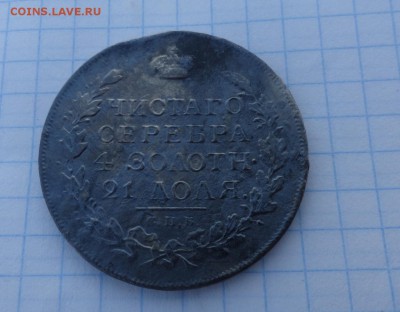 COINS.LAVE.RU
ЧИСТАГО
СЕРЕБРА
4 ЗОЛОТН.
21 ДОЛЯ.